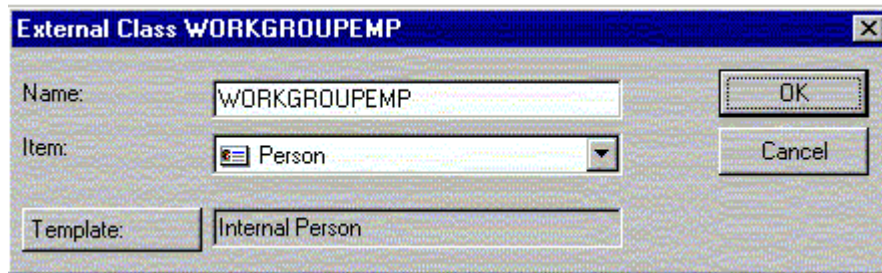 External Class WORKGROUPEMP
Name: WORKGROUPEMP OK
Item: Person Cancel
Template: Internal Person